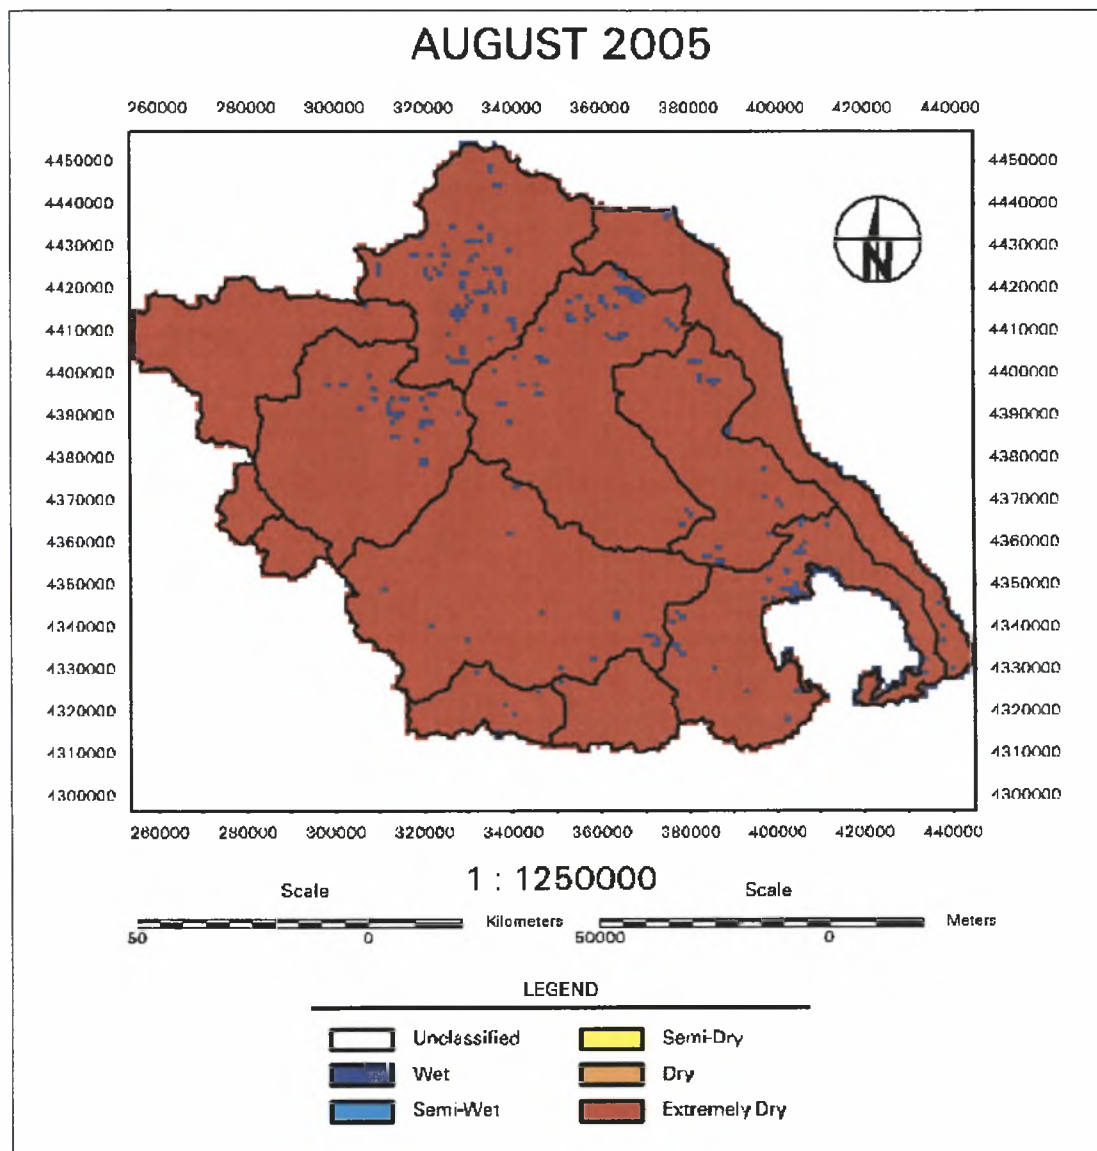 AUGUST 2005
260000 280000 300000 320000 340000 360000 380000 400000 420000 440000
4450000 4450000
4440000 4440000
N
4430000 4430000
4420000 4420000
4410000 4410000
4400000 4400000
4390000 4390000
4380000 4380000
4370000 4370000
4360000 4360000
4350000 4350000
4340000 4340000
4330000 4330000
4320000 4320000
4310000 4310000
4300000 4300000
260000 280000 300000 320000 340000 360000 380000 400000 420000 440000
1 : 1250000
Scale Scale
Kilometers Meters
50 0 50000 0
LEGEND
Unclassified Semi-Dry
Wet Dry
Semi-Wet Extremely Dry